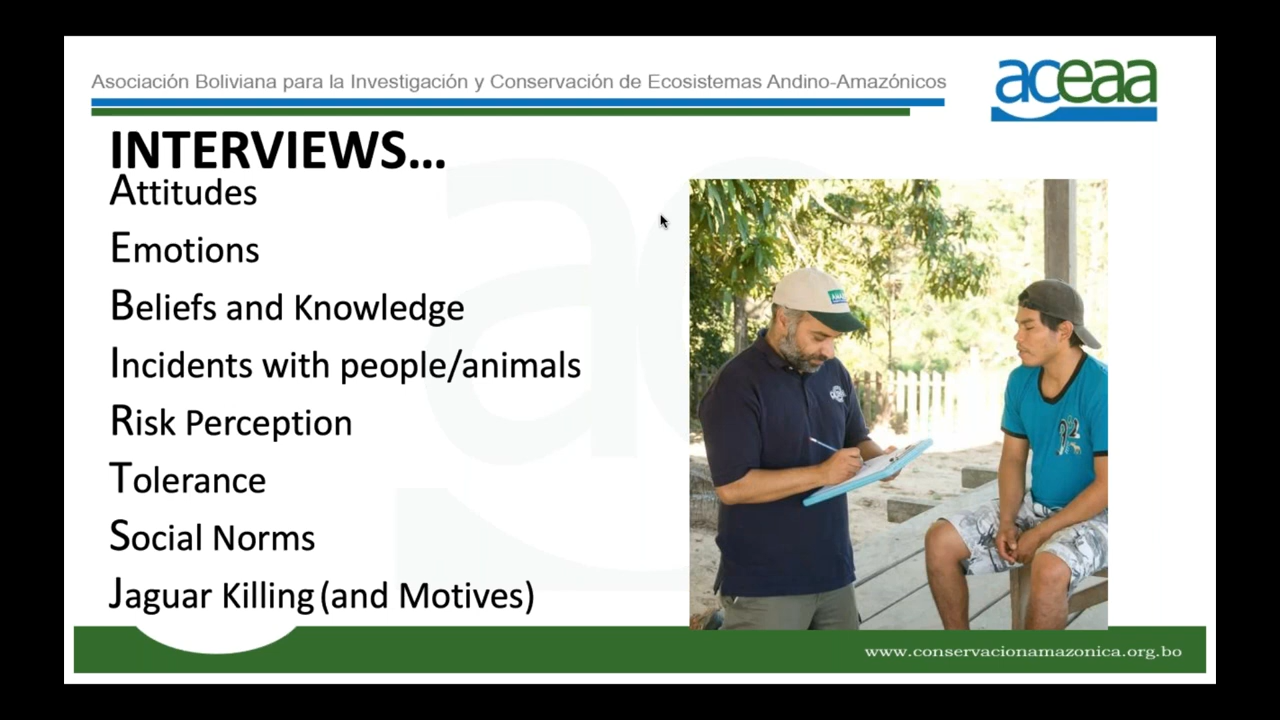 Asociación Boliviana para la Investigación y Conservación de Ecosistemas Andino-Amazónicos
aceaa
INTERVIEWS...
Attitudes
Emotions
Beliefs and Knowledge
Incidents with people/animals
Risk Perception
Tolerance
Social Norms
Jaguar Killing (and Motives)
www.conservacionamazonica.org.bo